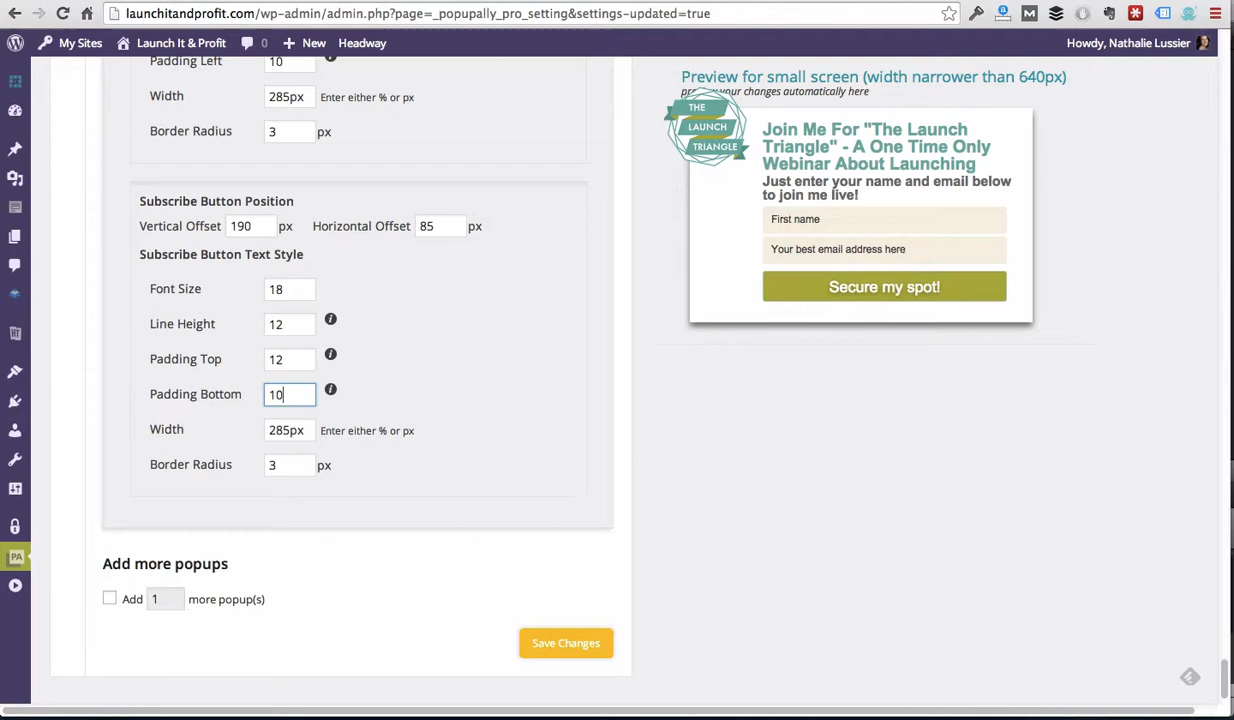 launchitandprofit.com/wp-admin/admin.php?page=_popupally_pro_setting&settings-updated=true
My Sites Launch It & Profit 0 New Headway Howdy, Nathalie Lussier
Padding Left 10
Width 285px Enter either % or px
Border Radius 3 px
Subscribe Button Position
Vertical Offset 190 px Horizontal Offset 85 px
Subscribe Button Text Style
Font Size 18
Line Height 12
Padding Top 12
Padding Bottom 10
Width 285px Enter either % or px
Border Radius 3 px
Add more popups
Add 1 more popup(s)
Save Changes
PA
Preview for small screen (width narrower than 640px)
your changes automatically here
THE
LAUNCH
TRIANGLE
Join Me For "The Launch
Triangle" - A One Time Only
Webinar About Launching
Just enter your name and email below
to join me live!
First name
Your best email address here
Secure my spot!